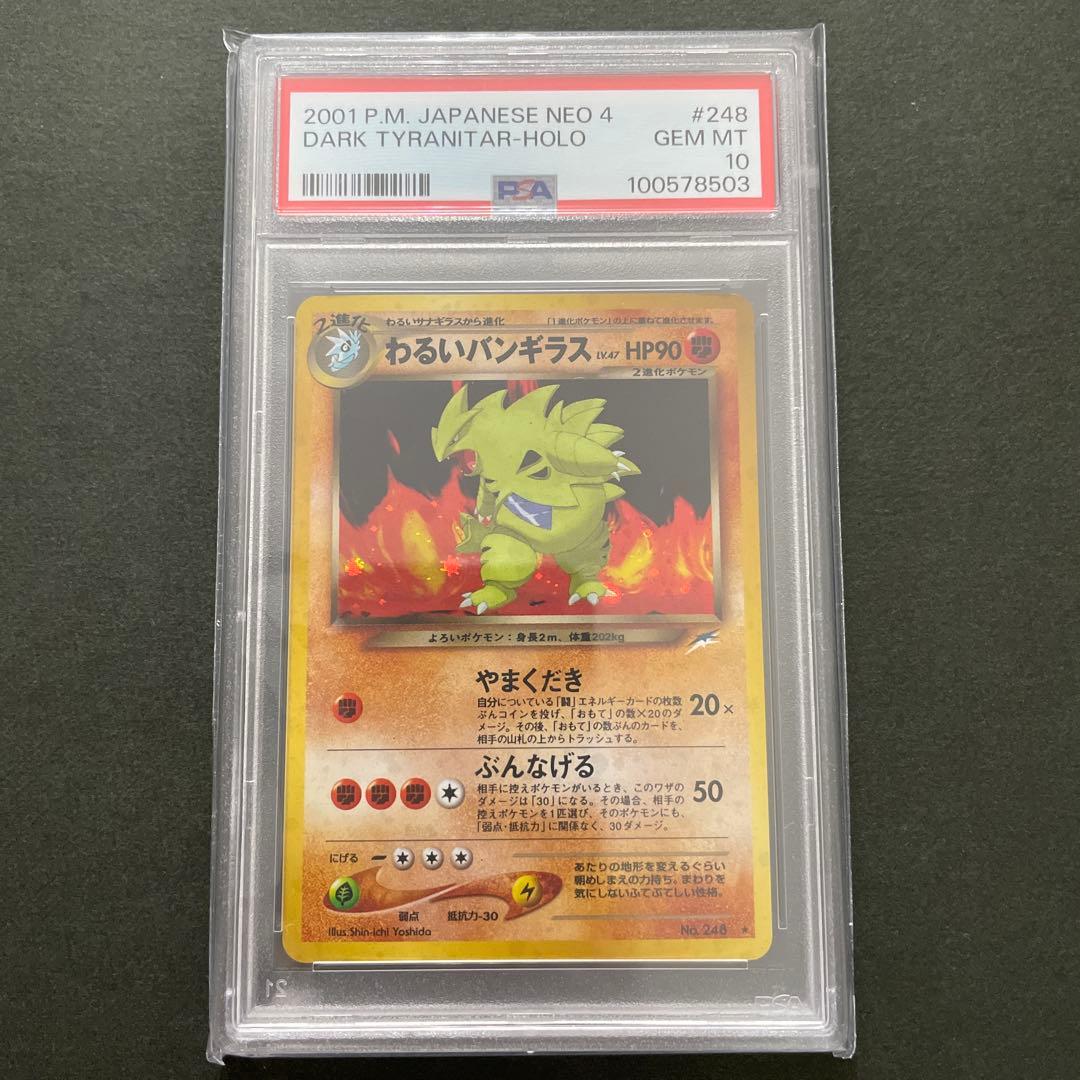 2001 P.M. JAPANESE NEO 4 #248
DARK TYRANITAR-HOLO GEM MT
10
PSA 100578503
2進化 わるいサナギラスから進化 「1進化ポケモン」の上に重ねて進化させます。
わるいバンギラス LV.47 HP90
2進化ポケモン
よろいポケモン:身長2m、体重202kg
やまくだき
自分についている「闘」エネルギーカードの枚数
ぶんコインを投げ、「おもて」の数×20のダ
メージ。その後、「おもて」の数ぶんのカードを、
相手の山札の上からトラッシュする。
20×
ぶんなげる
相手に控えポケモンがいるとき、このワザの
ダメージは「30」になる。その場合、相手の
控えポケモンを1匹選び、そのポケモンにも、
「弱点・抵抗力」に関係なく、30ダメージ。
50
にげる
弱点 抵抗力-30
あたりの地形を変えるぐらい
朝めしまえの力持ち。まわりを
気にしないふてぶてしい性格。
Illus. Shin-ichi Yoshida No. 248 ★
21 PSA